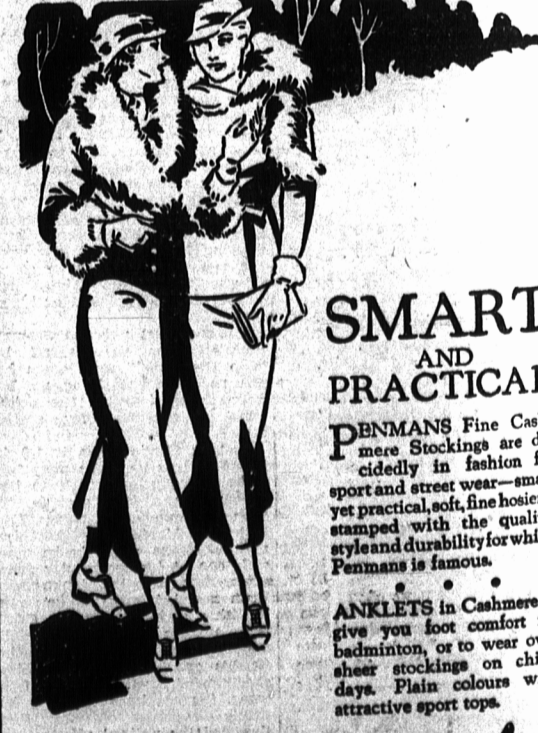 SMART
AND
PRACTICAL
PENMANS Fine Cas
mere Stockings are d
cidedly in fashion f
sport and street wear—sma
yet practical, soft, fine hosie
stamped with the quali
style and durability for whi
Penmans is famous.
• • •
ANKLETS in Cashmere
give you foot comfort
badminton, or to wear ov
sheer stockings on chi
days. Plain colours w
attractive sport tops.